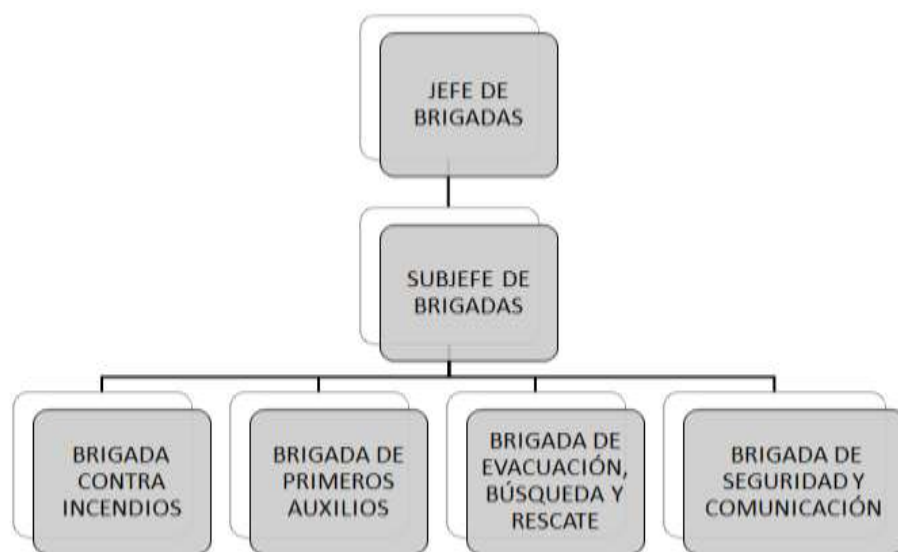 JEFE DE
BRIGADAS
SUBJEFE DE
BRIGADAS
BRIGADA
CONTRA
INCENDIOS
BRIGADA DE
PRIMEROS
AUXILIOS
BRIGADA DE
EVACUACIÓN,
BÚSQUEDA Y
RESCATE
BRIGADA DE
SEGURIDAD Y
COMUNICACIÓN